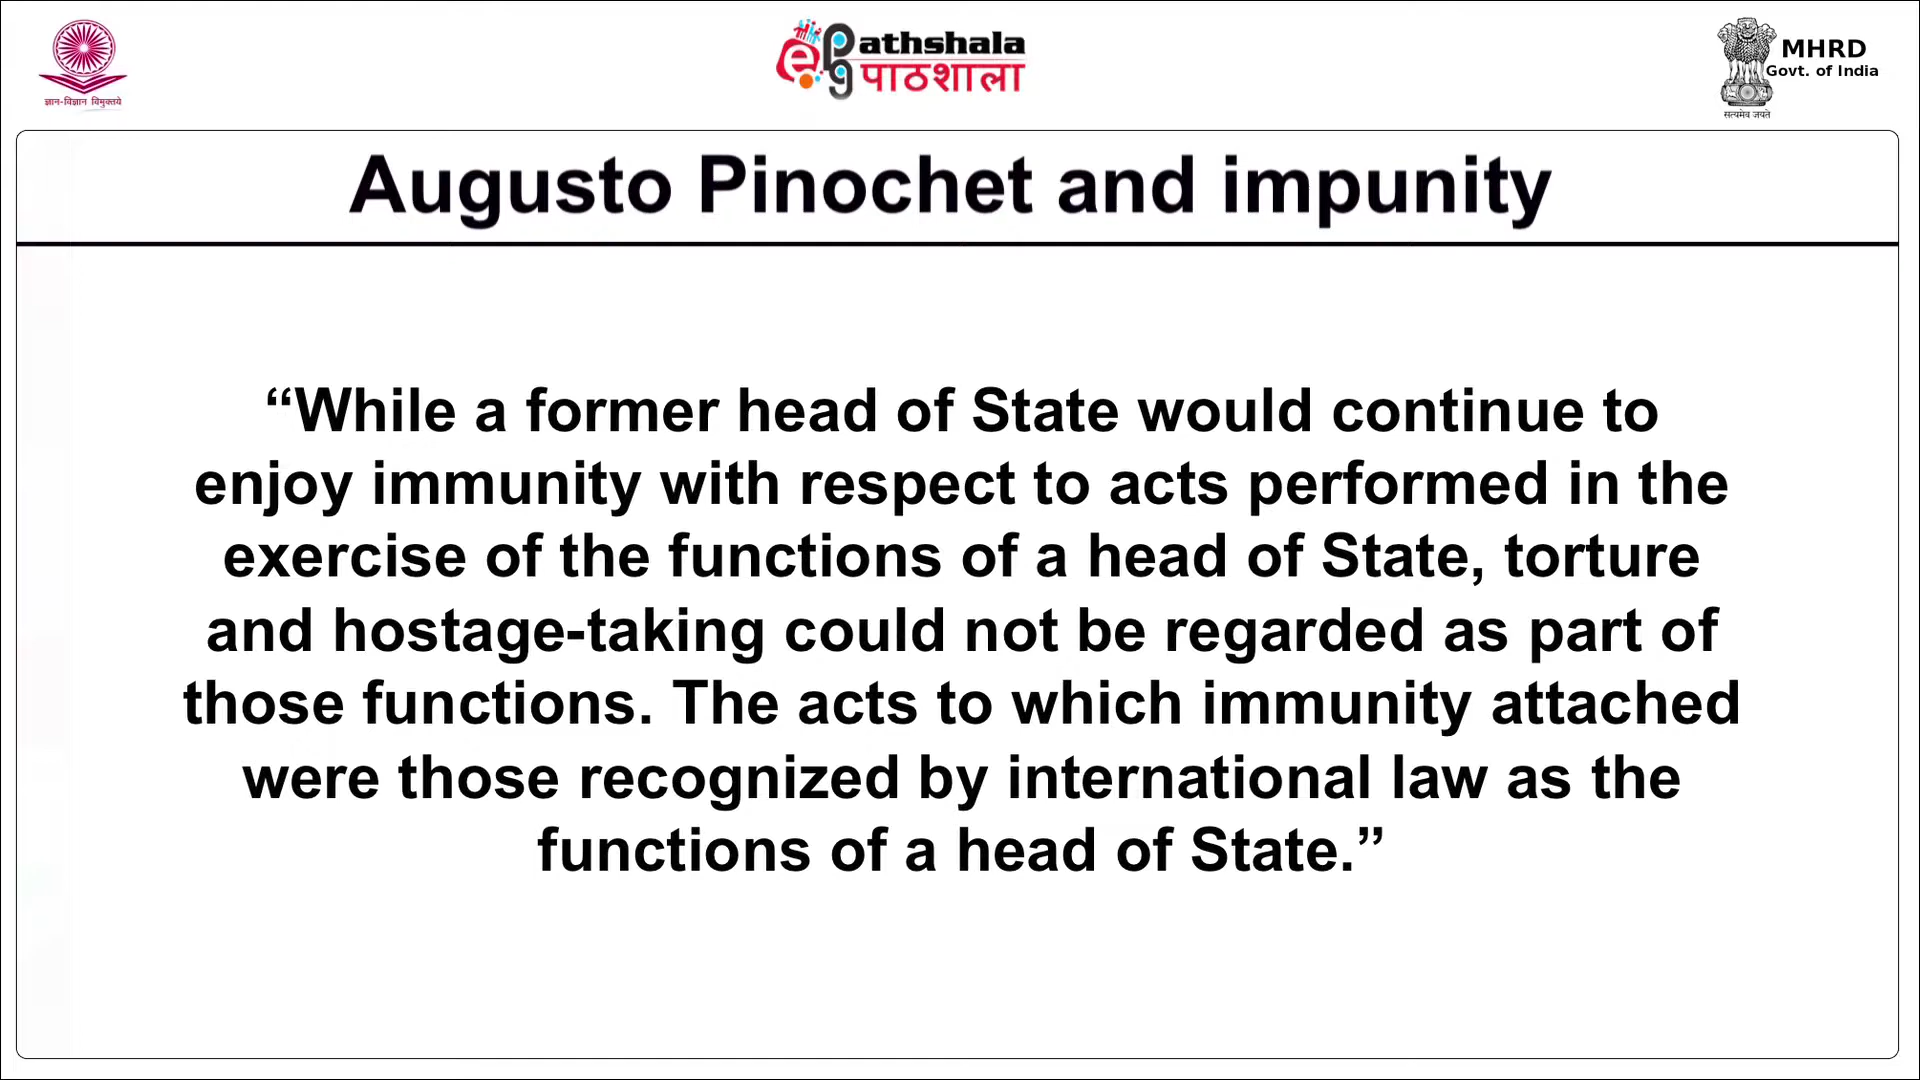 ज्ञान-विज्ञान विमुक्तये
e pg Pathshala
पाठशाला
MHRD
Govt. of India
सत्यमेव जयते
Augusto Pinochet and impunity
“While a former head of State would continue to
enjoy immunity with respect to acts performed in the
exercise of the functions of a head of State, torture
and hostage-taking could not be regarded as part of
those functions. The acts to which immunity attached
were those recognized by international law as the
functions of a head of State.”